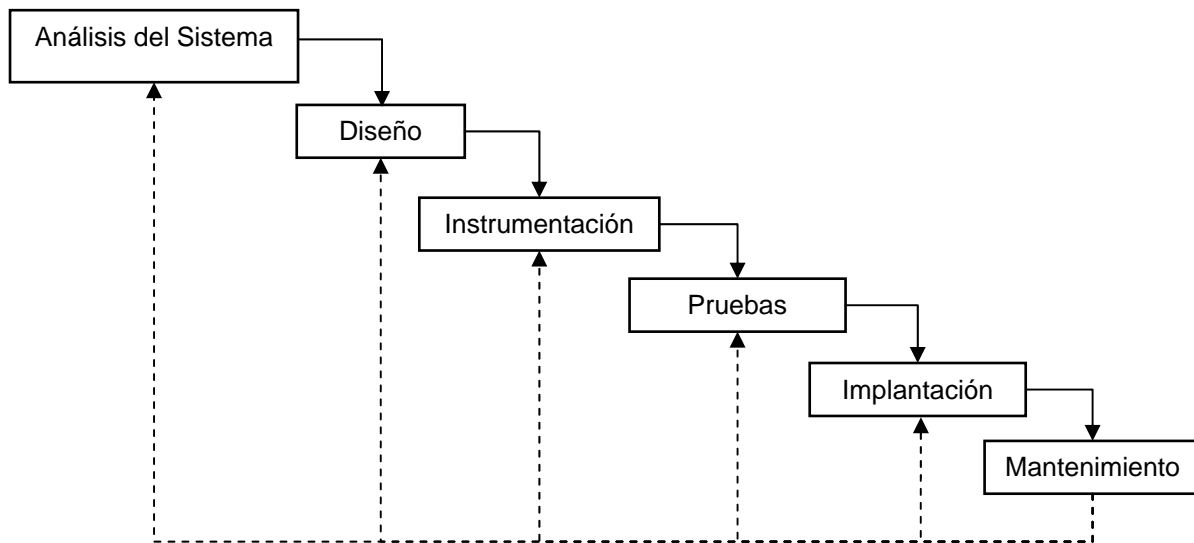 Análisis del Sistema
Diseño
Instrumentación
Pruebas
Implantación
Mantenimiento